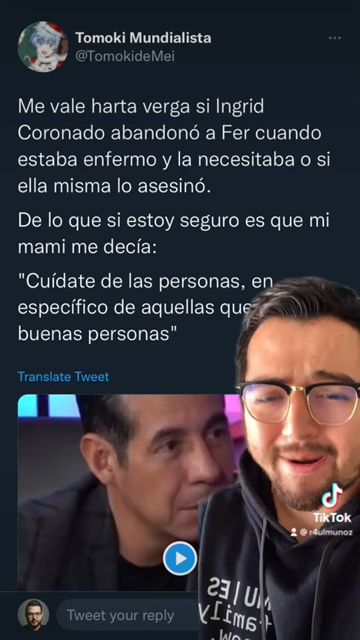 Tomoki Mundialista
@TomokideMei
Me vale harta verga si Ingrid
Coronado abandonó a Fer cuando
estaba enfermo y la necesitaba o si
ella misma lo asesinó.
De lo que si estoy seguro es que mi
mami me decía:
"Cuídate de las personas, en
específico de aquellas que
buenas personas"
Translate Tweet
TikTok
@r4ulmunoz
Tweet your reply